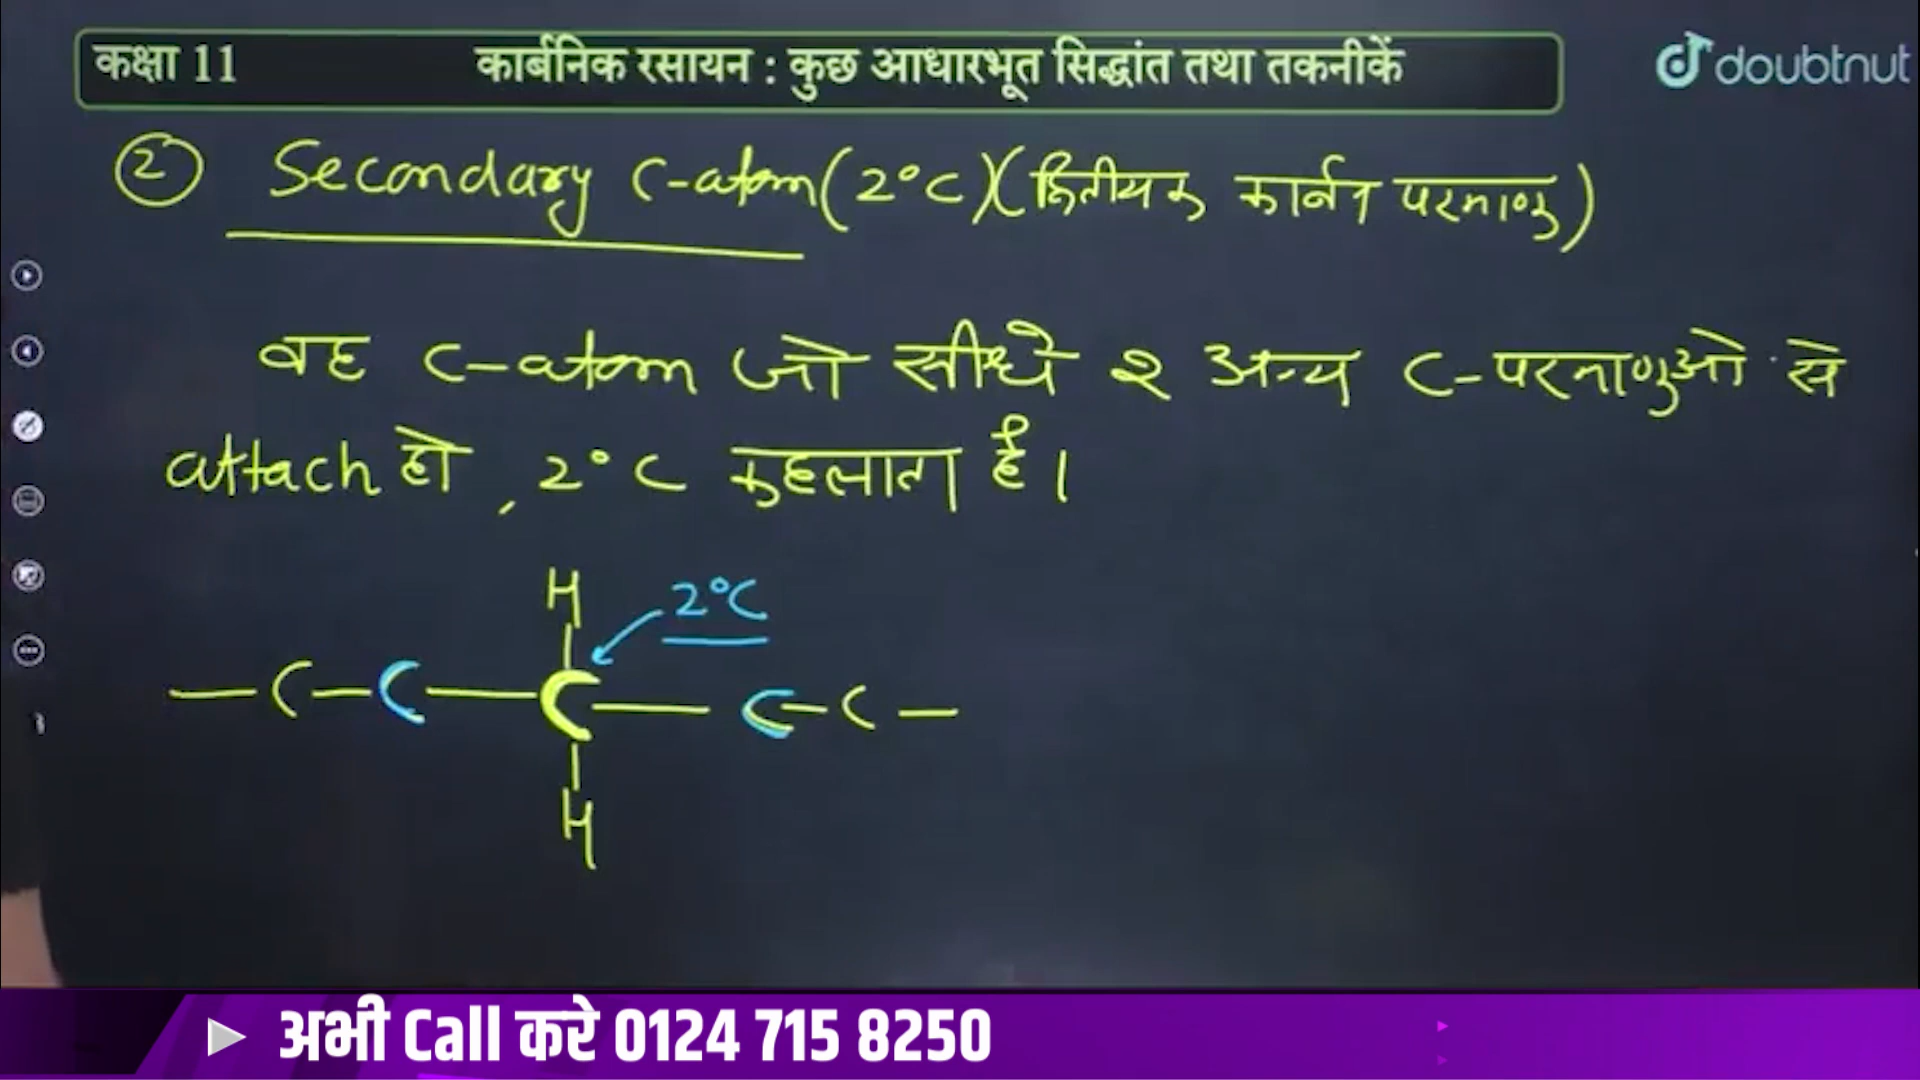 कक्षा 11 कार्बनिक रसायन : कुछ आधारभूत सिद्धांत तथा तकनीकें
doubtnut
② Secondary C-atom (2°C) (द्वितीयक कार्बन परमाणु)
वह C-atom जो सीधे २ अन्य C-परमाणुओ से
attach हो, 2°C कहलाता है।
H
2°C
— C — C — C — C — C —
H
अभी Call करे 0124 715 8250